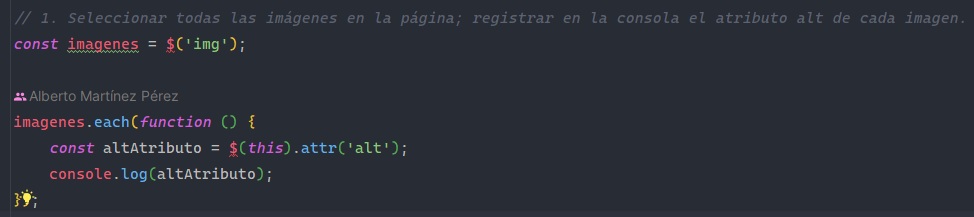 // 1. Seleccionar todas las imágenes en la página; registrar en la consola el atributo alt de cada imagen.
const imagenes = $('img');
Alberto Martínez Pérez
imagenes.each(function () {
const altAtributo = $(this).attr('alt');
console.log(altAtributo);
});